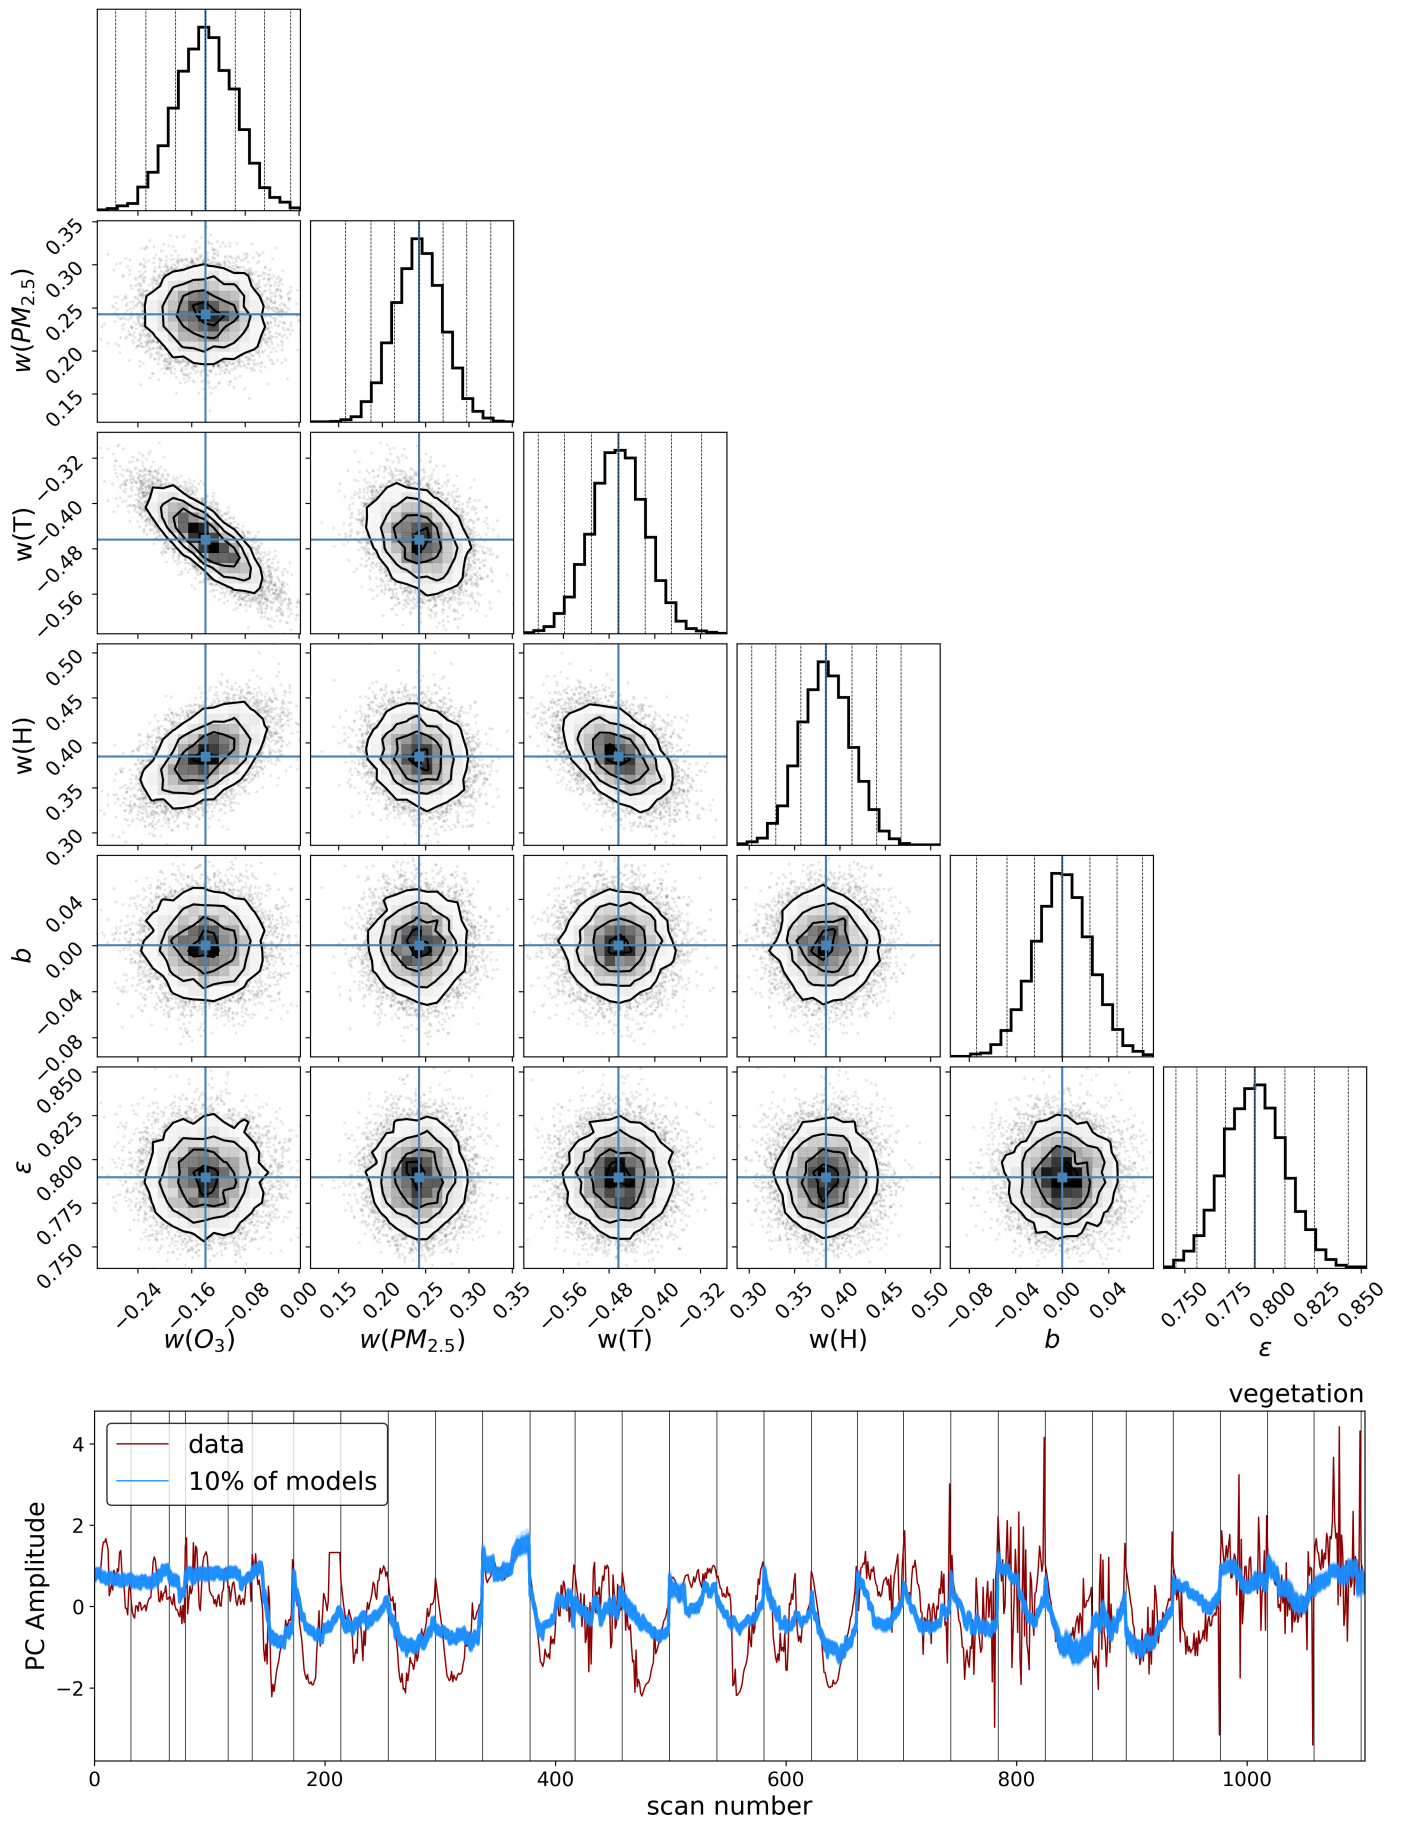 0.35
0.30
0.25
0.20
0.15
w(PM2.5)
−0.32
−0.40
−0.48
−0.56
w(T)
0.50
0.45
0.40
0.35
0.30
w(H)
0.04
0.00
−0.04
−0.08
b
0.850
0.825
0.800
0.775
0.750
ε
−0.24 −0.16 −0.08 0.00 0.15 0.20 0.25 0.30 0.35 −0.56 −0.48 −0.40 −0.32 0.30 0.35 0.40 0.45 0.50 −0.08 −0.04 0.00 0.04 0.750 0.775 0.800 0.825 0.850
w(O3) w(PM2.5) w(T) w(H) b ε
vegetation
data
10% of models
4
2
0
−2
PC Amplitude
0 200 400 600 800 1000
scan number